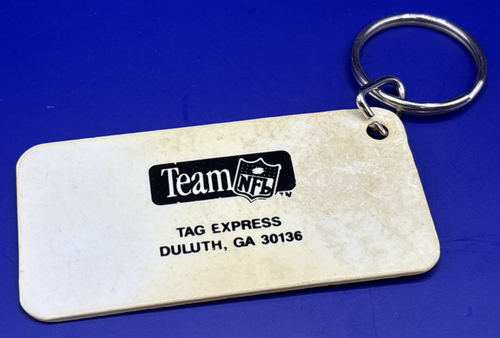 Team NFL TM
TAG EXPRESS
DULUTH, GA 30136